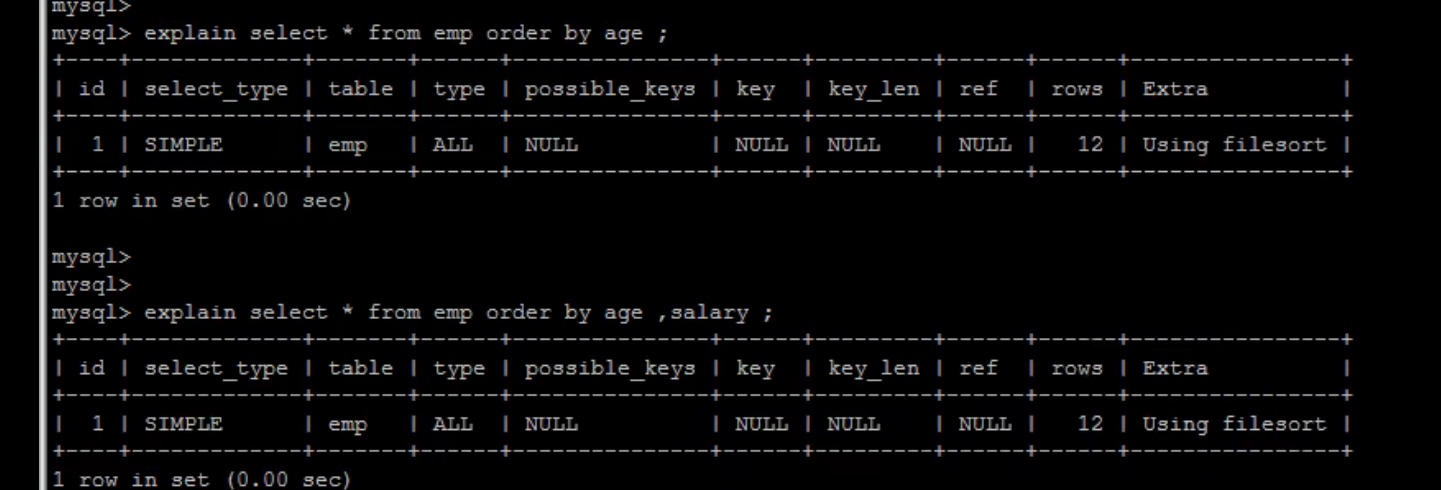 mysql>
mysql> explain select * from emp order by age ;
+----+-------------+-------+------+---------------+------+---------+------+------+----------------+
| id | select_type | table | type | possible_keys | key  | key_len | ref  | rows | Extra          |
+----+-------------+-------+------+---------------+------+---------+------+------+----------------+
|  1 | SIMPLE      | emp   | ALL  | NULL          | NULL | NULL    | NULL |   12 | Using filesort |
+----+-------------+-------+------+---------------+------+---------+------+------+----------------+
1 row in set (0.00 sec)
mysql>
mysql>
mysql> explain select * from emp order by age ,salary ;
+----+-------------+-------+------+---------------+------+---------+------+------+----------------+
| id | select_type | table | type | possible_keys | key  | key_len | ref  | rows | Extra          |
+----+-------------+-------+------+---------------+------+---------+------+------+----------------+
|  1 | SIMPLE      | emp   | ALL  | NULL          | NULL | NULL    | NULL |   12 | Using filesort |
+----+-------------+-------+------+---------------+------+---------+------+------+----------------+
1 row in set (0.00 sec)